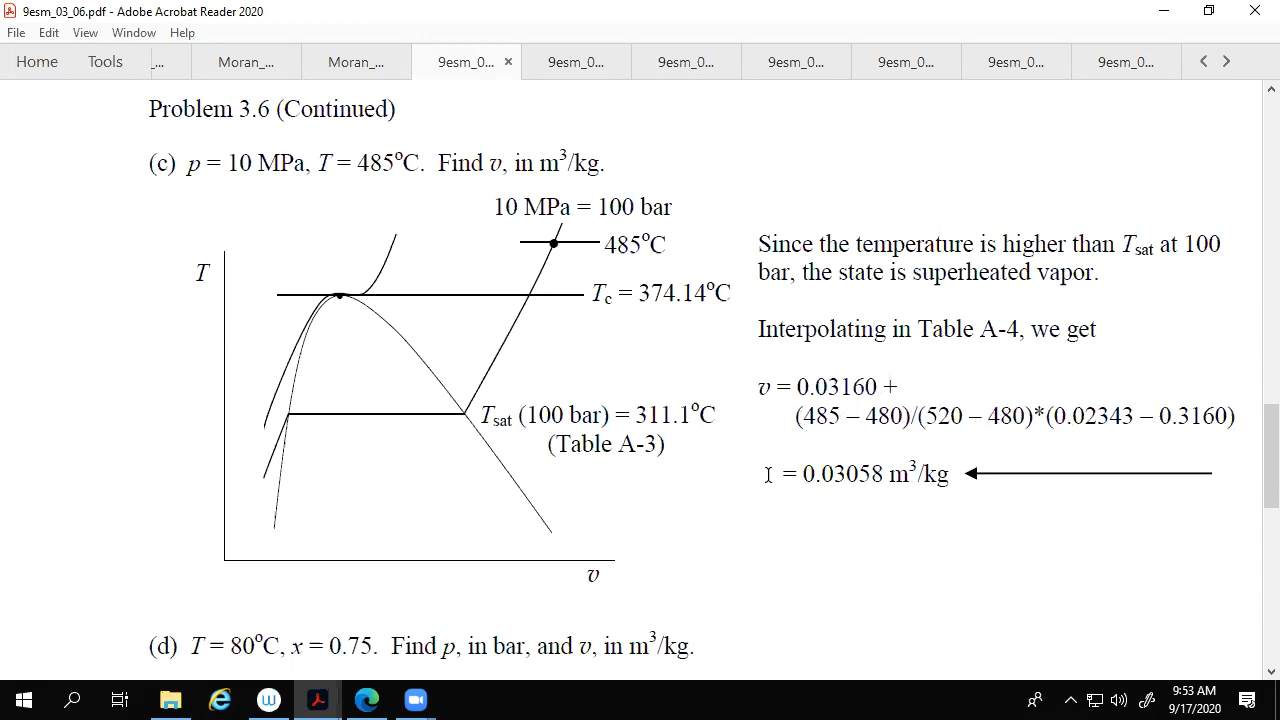 9esm_03_06.pdf - Adobe Acrobat Reader 2020
File Edit View Window Help
Home Tools _... Moran_... Moran_... 9esm_0... × 9esm_0... 9esm_0... 9esm_0... 9esm_0... 9esm_0... 9esm_0...
Problem 3.6 (Continued)
(c) p = 10 MPa, T = 485°C. Find v, in m³/kg.
10 MPa = 100 bar
485°C
T
Tc = 374.14°C
Tsat (100 bar) = 311.1°C
(Table A-3)
v
Since the temperature is higher than Tsat at 100
bar, the state is superheated vapor.
Interpolating in Table A-4, we get
v = 0.03160 +
(485 – 480)/(520 – 480)*(0.02343 – 0.3160)
= 0.03058 m³/kg
(d) T = 80°C, x = 0.75. Find p, in bar, and v, in m³/kg.
9:53 AM
9/17/2020